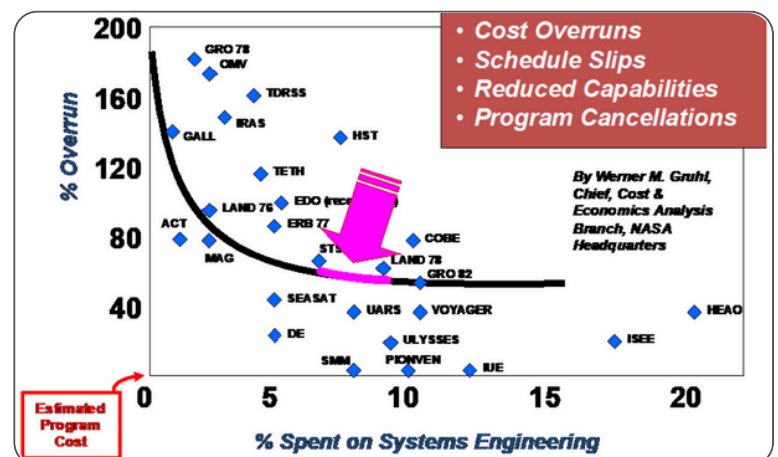 200
160
120
80
40
% Overrun
• Cost Overruns
• Schedule Slips
• Reduced Capabilities
• Program Cancellations
GRO 78
OMV
TDRSS
IRAS
GALL
HST
TETH
By Werner M. Gruhl,
Chief, Cost &
Economics Analysis
Branch, NASA
Headquarters
LAND 76
EDO
ERB 77
ACT
MAG
COBE
LAND 78
GRO 82
SEASAT
UARS
VOYAGER
HEAO
DE
ULYSSES
ISEE
SMM
PIONVEN
IUE
0
5
10
15
20
Estimated
Program
Cost
% Spent on Systems Engineering